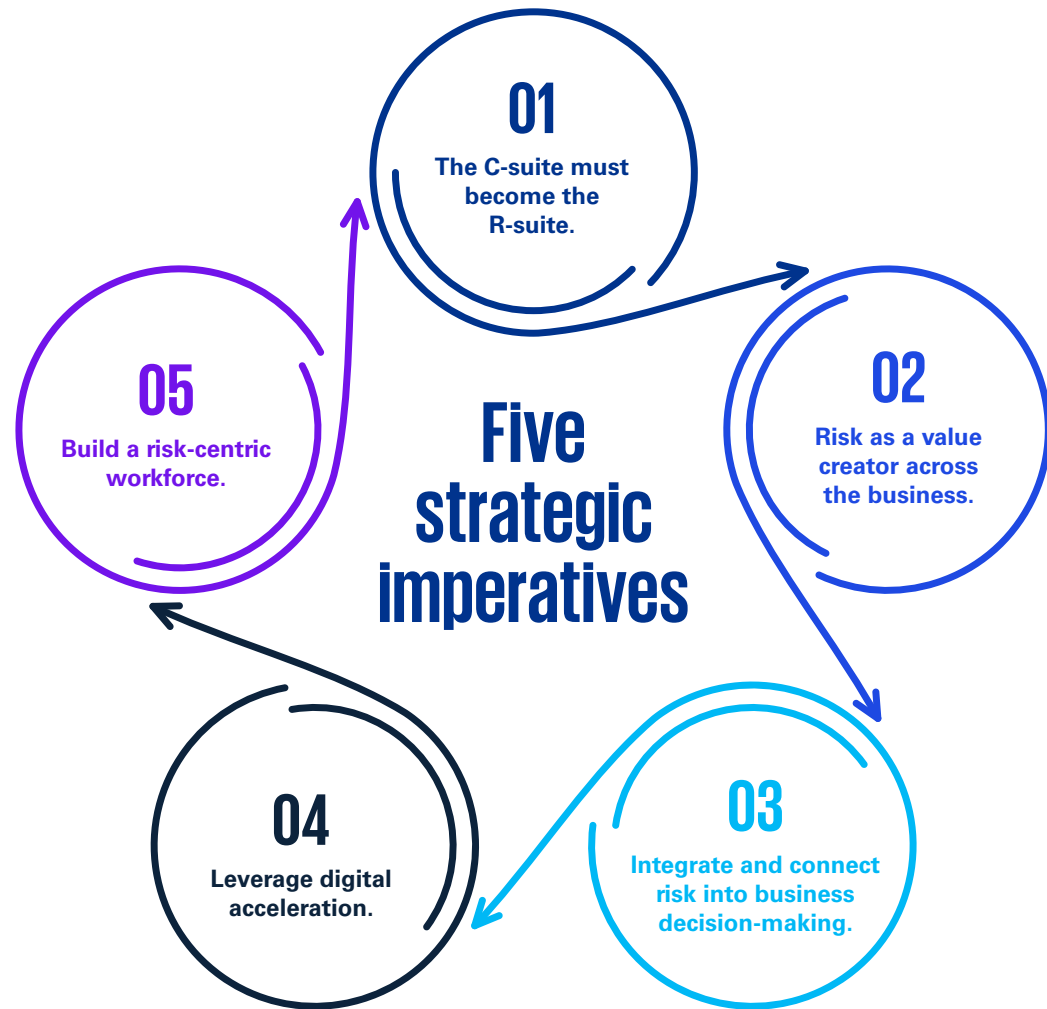 01
The C-suite must
become the
R-suite.
02
Risk as a value
creator across
the business.
03
Integrate and connect
risk into business
decision-making.
04
Leverage digital
acceleration.
05
Build a risk-centric
workforce.
Five
strategic
imperatives